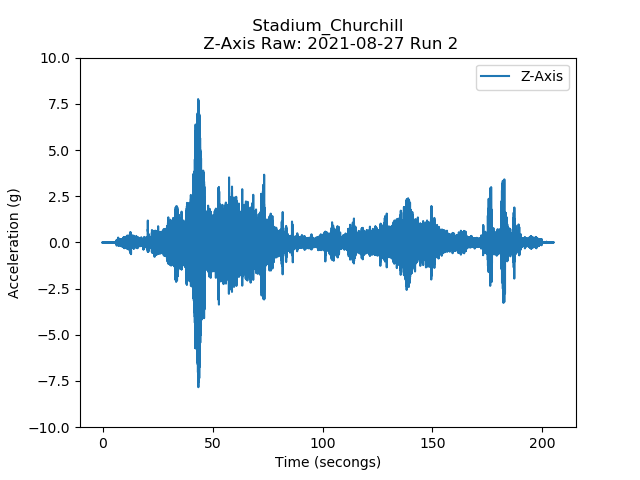 Stadium_Churchill
Z-Axis Raw: 2021-08-27 Run 2
Z-Axis
10.0
7.5
5.0
2.5
0.0
−2.5
−5.0
−7.5
−10.0
Acceleration (g)
0 50 100 150 200
Time (secongs)